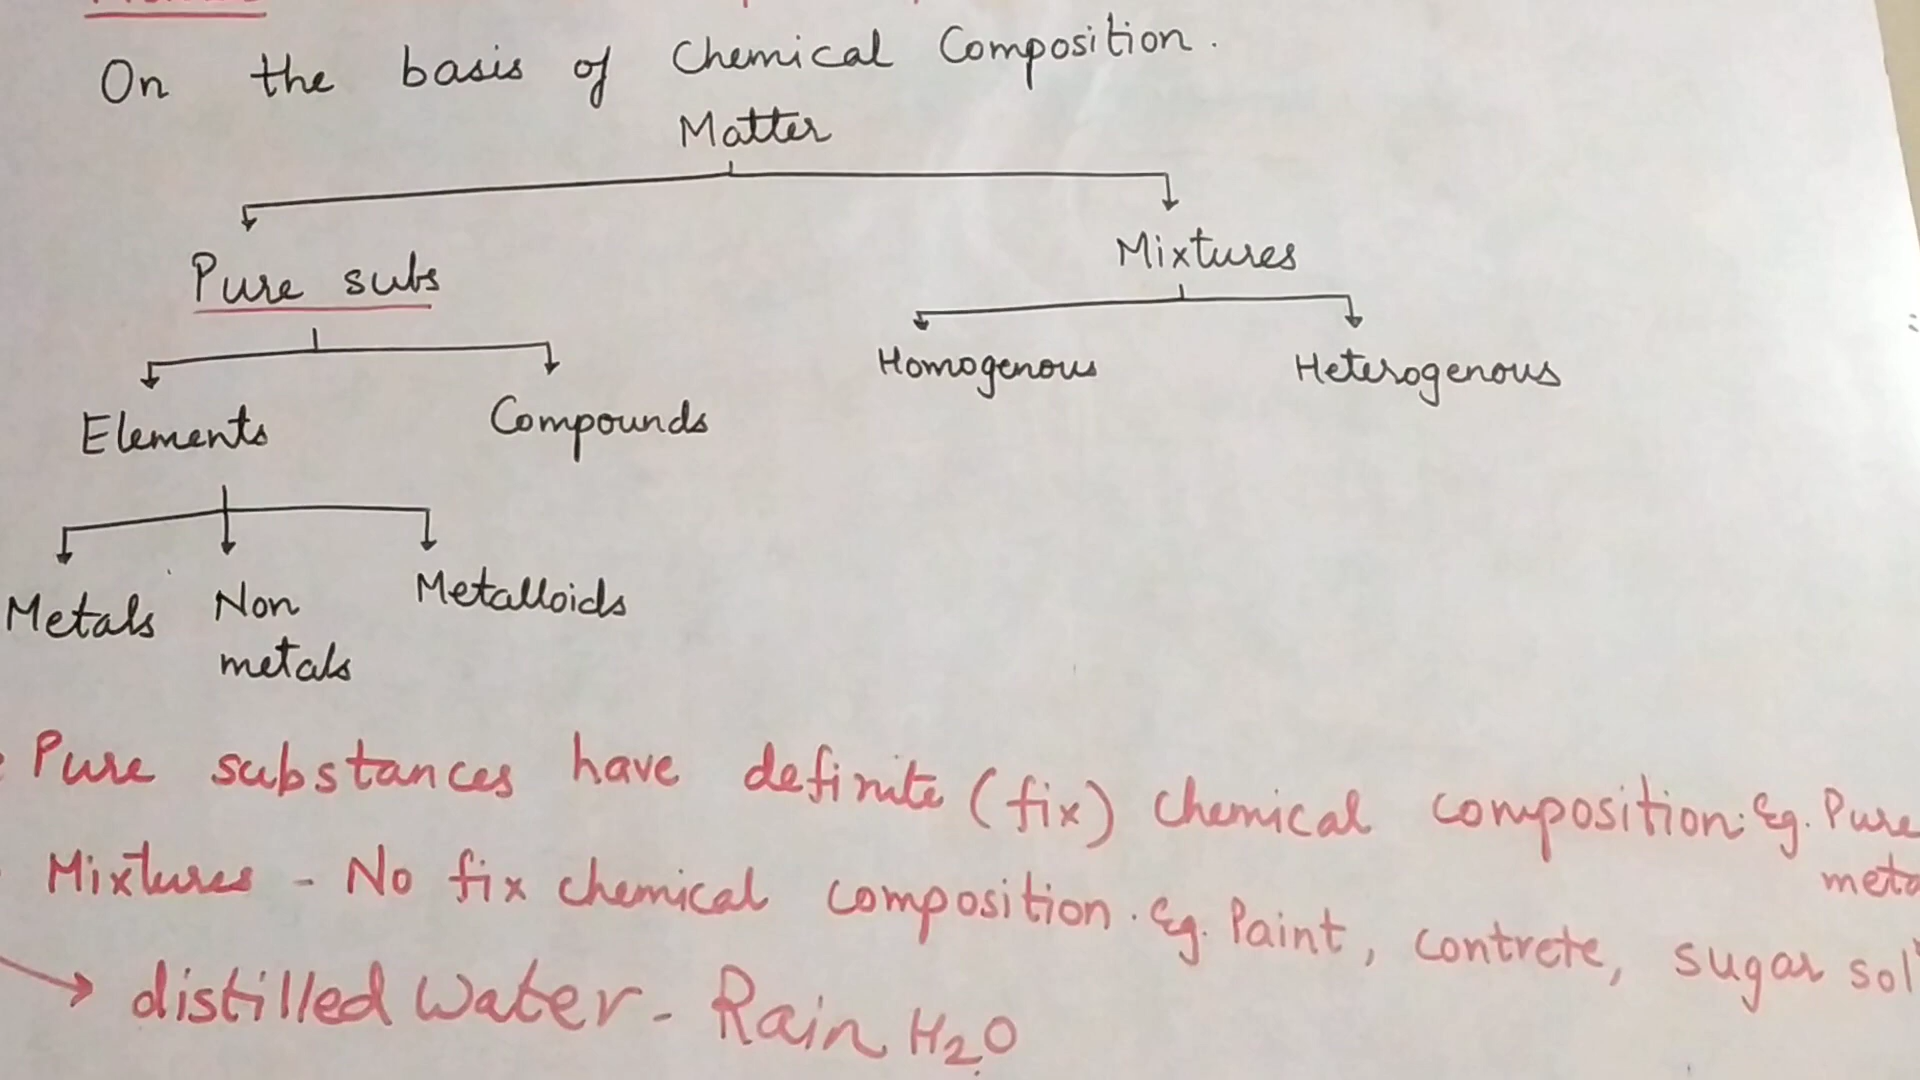 On the basis of Chemical Composition.
Matter
Pure subs
Mixtures
Homogenous
Heterogenous
Elements
Compounds
Metals
Non
metals
Metalloids
Pure substances have definite (fix) chemical composition. Eg. Pure
Mixtures - No fix chemical composition. Eg. Paint, contrete, sugar sol
distilled Water - Rain H2O